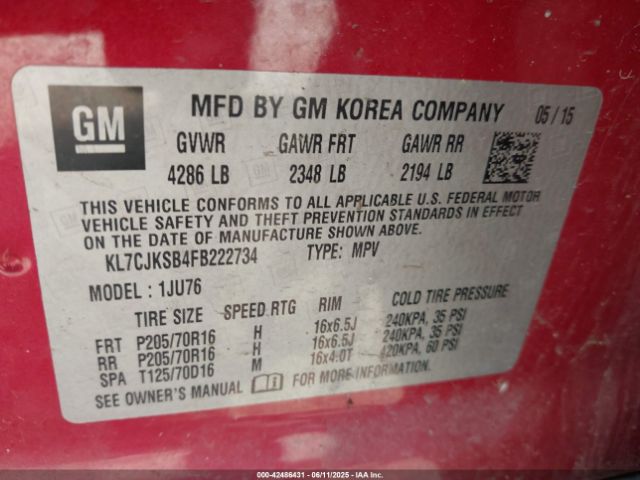 GM
MFD BY GM KOREA COMPANY 05 / 15
GVWR GAWR FRT GAWR RR
4286 LB 2348 LB 2194 LB
THIS VEHICLE CONFORMS TO ALL APPLICABLE U.S. FEDERAL MOTOR
VEHICLE SAFETY AND THEFT PREVENTION STANDARDS IN EFFECT
ON THE DATE OF MANUFACTURE SHOWN ABOVE.
KL7CJKSB4FB222734 TYPE: MPV
MODEL : 1JU76
TIRE SIZE SPEED RTG RIM COLD TIRE PRESSURE
FRT P205/70R16 H 16x6.5J 240KPA, 35 PSI
RR P205/70R16 H 16x6.5J 240KPA, 35 PSI
SPA T125/70D16 M 16x4.0T 420KPA, 60 PSI
SEE OWNER'S MANUAL FOR MORE INFORMATION
000-42486431 - 06/11/2025 - IAAI.COM